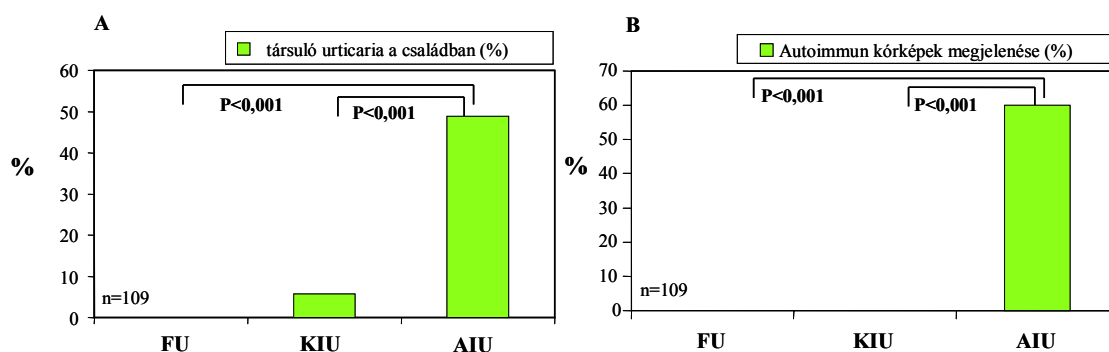 A
társuló urticaria a családban (%)
60
50
40
30
20
10
0
%
P<0,001
P<0,001
n=109
FU KIU AIU
B
Autoimmun kórképek megjelenése (%)
70
60
50
40
30
20
10
0
%
P<0,001
P<0,001
n=109
FU KIU AIU